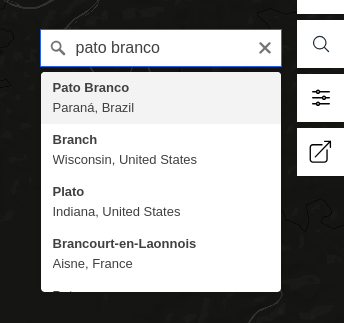 pato branco
Pato Branco
Paraná, Brazil
Branch
Wisconsin, United States
Plato
Indiana, United States
Brancourt-en-Laonnois
Aisne, France